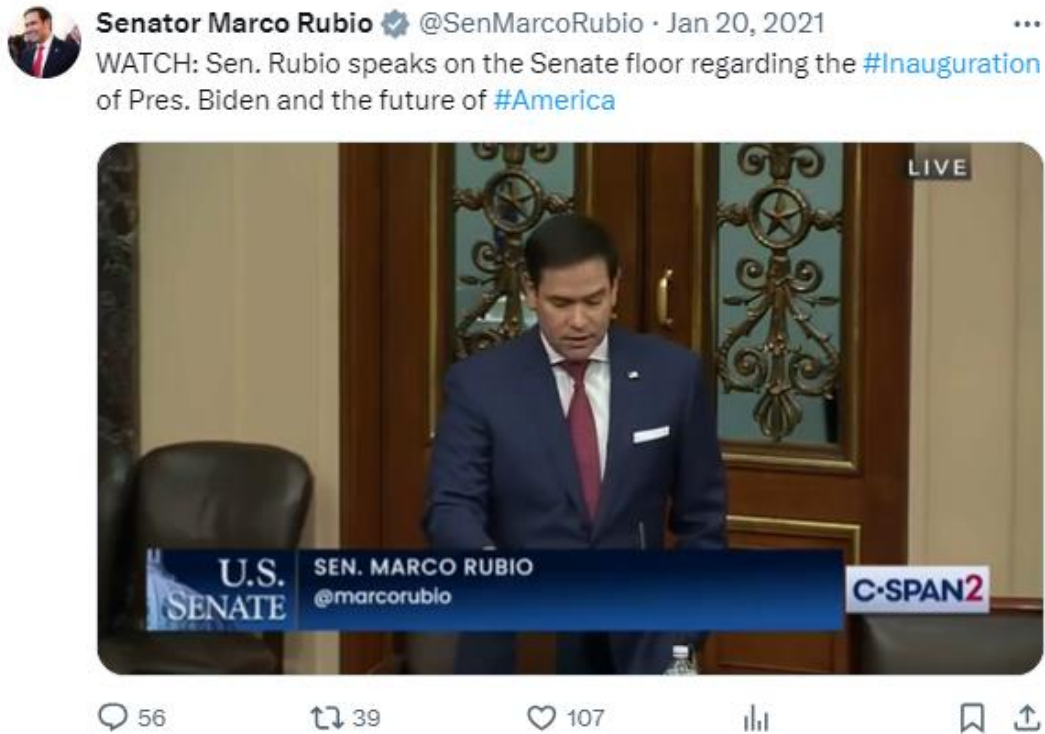 Senator Marco Rubio @SenMarcoRubio · Jan 20, 2021
WATCH: Sen. Rubio speaks on the Senate floor regarding the #Inauguration
of Pres. Biden and the future of #America
LIVE
U.S.
SENATE
SEN. MARCO RUBIO
@marcorubio
C-SPAN2
56
39
107